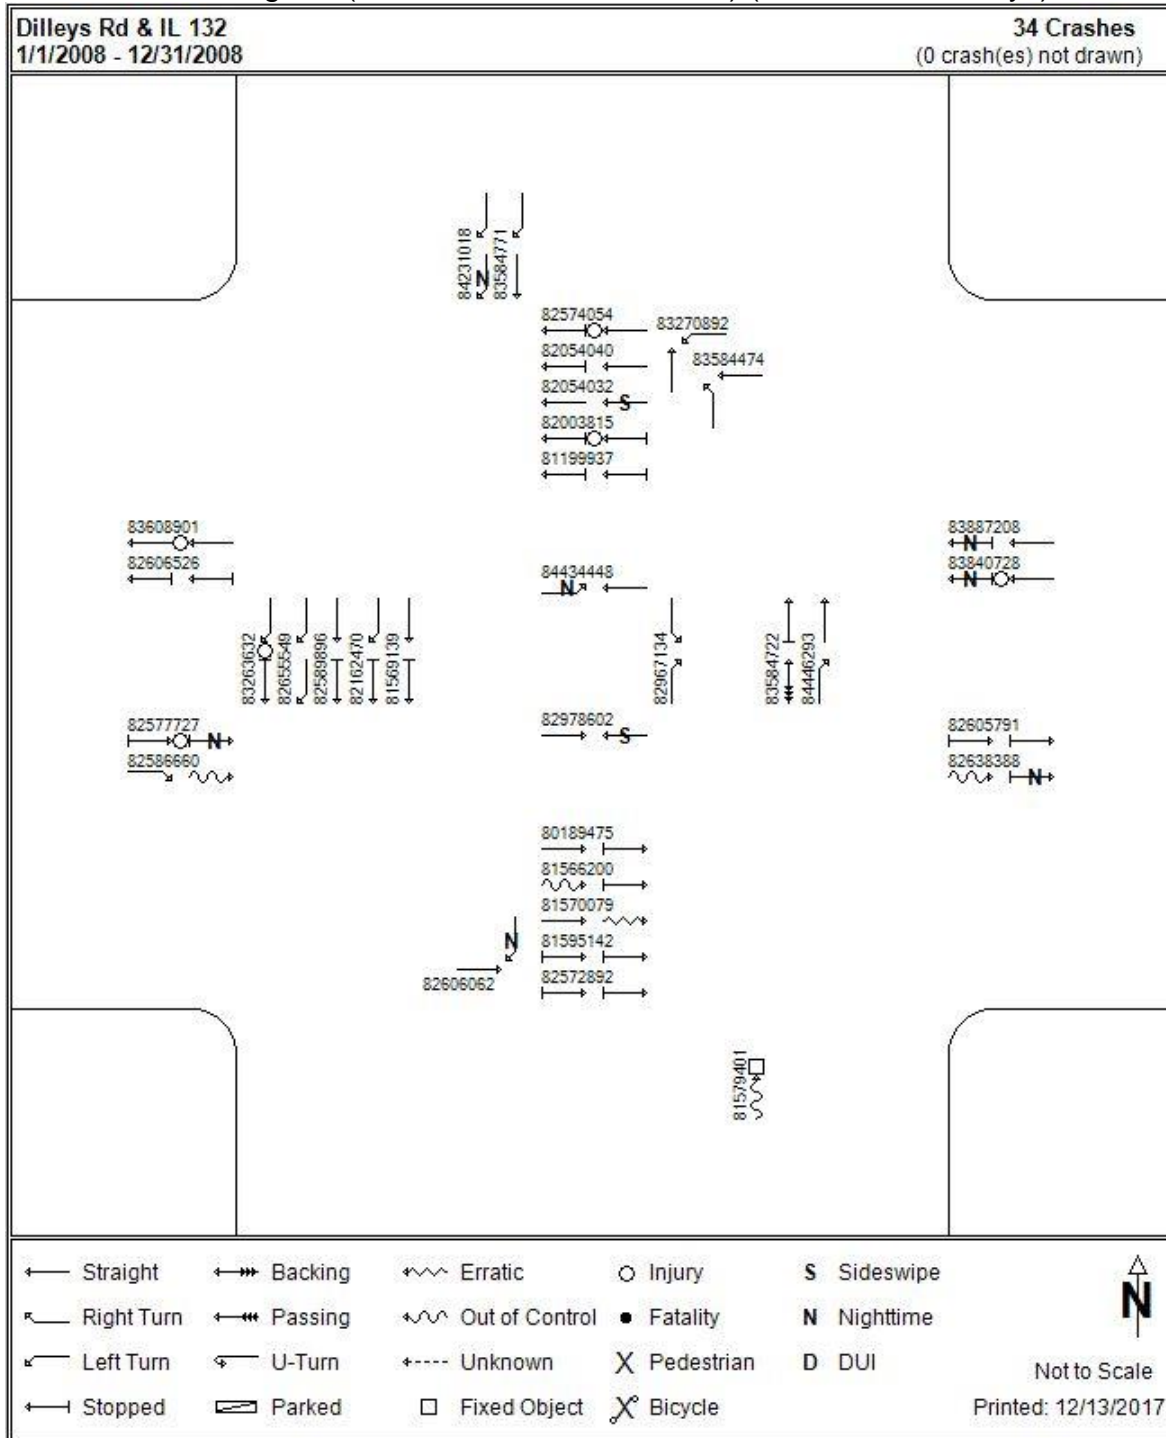 Dilleys Rd & IL 132
34 Crashes
1/1/2008 - 12/31/2008
(0 crash(es) not drawn)
84231018
N
83584771
82574054
83270892
82054040
83584474
82054032
S
82003815
81199937
83608901
83887208
N
82606526
83840728
N
84434448
N
83263632
82655549
82589896
82162470
81569139
82967134
83584722
84446293
82577727
N
82978602
S
82605791
82586660
82638388
N
80189475
81566200
81570079
N
81595142
82606062
82572892
81579401
Straight
Backing
Erratic
Injury
S Sideswipe
Right Turn
Passing
Out of Control
Fatality
N Nighttime
N
Left Turn
U-Turn
Unknown
Pedestrian
D DUI
Not to Scale
Stopped
Parked
Fixed Object
Bicycle
Printed: 12/13/2017